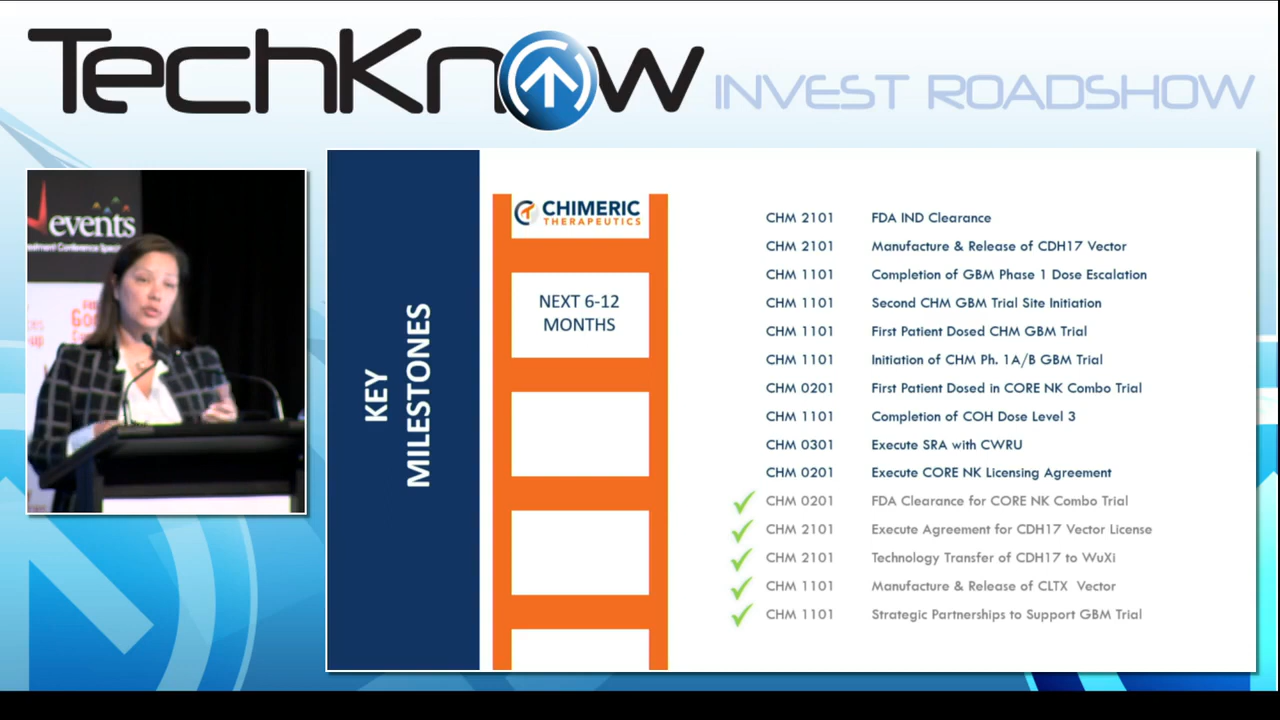 TechKnow INVEST ROADSHOW
events
KEY
MILESTONES
CHIMERIC
THERAPEUTICS
NEXT 6-12
MONTHS
CHM 2101 FDA IND Clearance
CHM 2101 Manufacture & Release of CDH17 Vector
CHM 1101 Completion of GBM Phase 1 Dose Escalation
CHM 1101 Second CHM GBM Trial Site Initiation
CHM 1101 First Patient Dosed CHM GBM Trial
CHM 1101 Initiation of CHM Ph. 1A/B GBM Trial
CHM 0201 First Patient Dosed in CORE NK Combo Trial
CHM 1101 Completion of COH Dose Level 3
CHM 0301 Execute SRA with CWRU
CHM 0201 Execute CORE NK Licensing Agreement
CHM 0201 FDA Clearance for CORE NK Combo Trial
CHM 2101 Execute Agreement for CDH17 Vector License
CHM 2101 Technology Transfer of CDH17 to WuXi
CHM 1101 Manufacture & Release of CLTX Vector
CHM 1101 Strategic Partnerships to Support GBM Trial